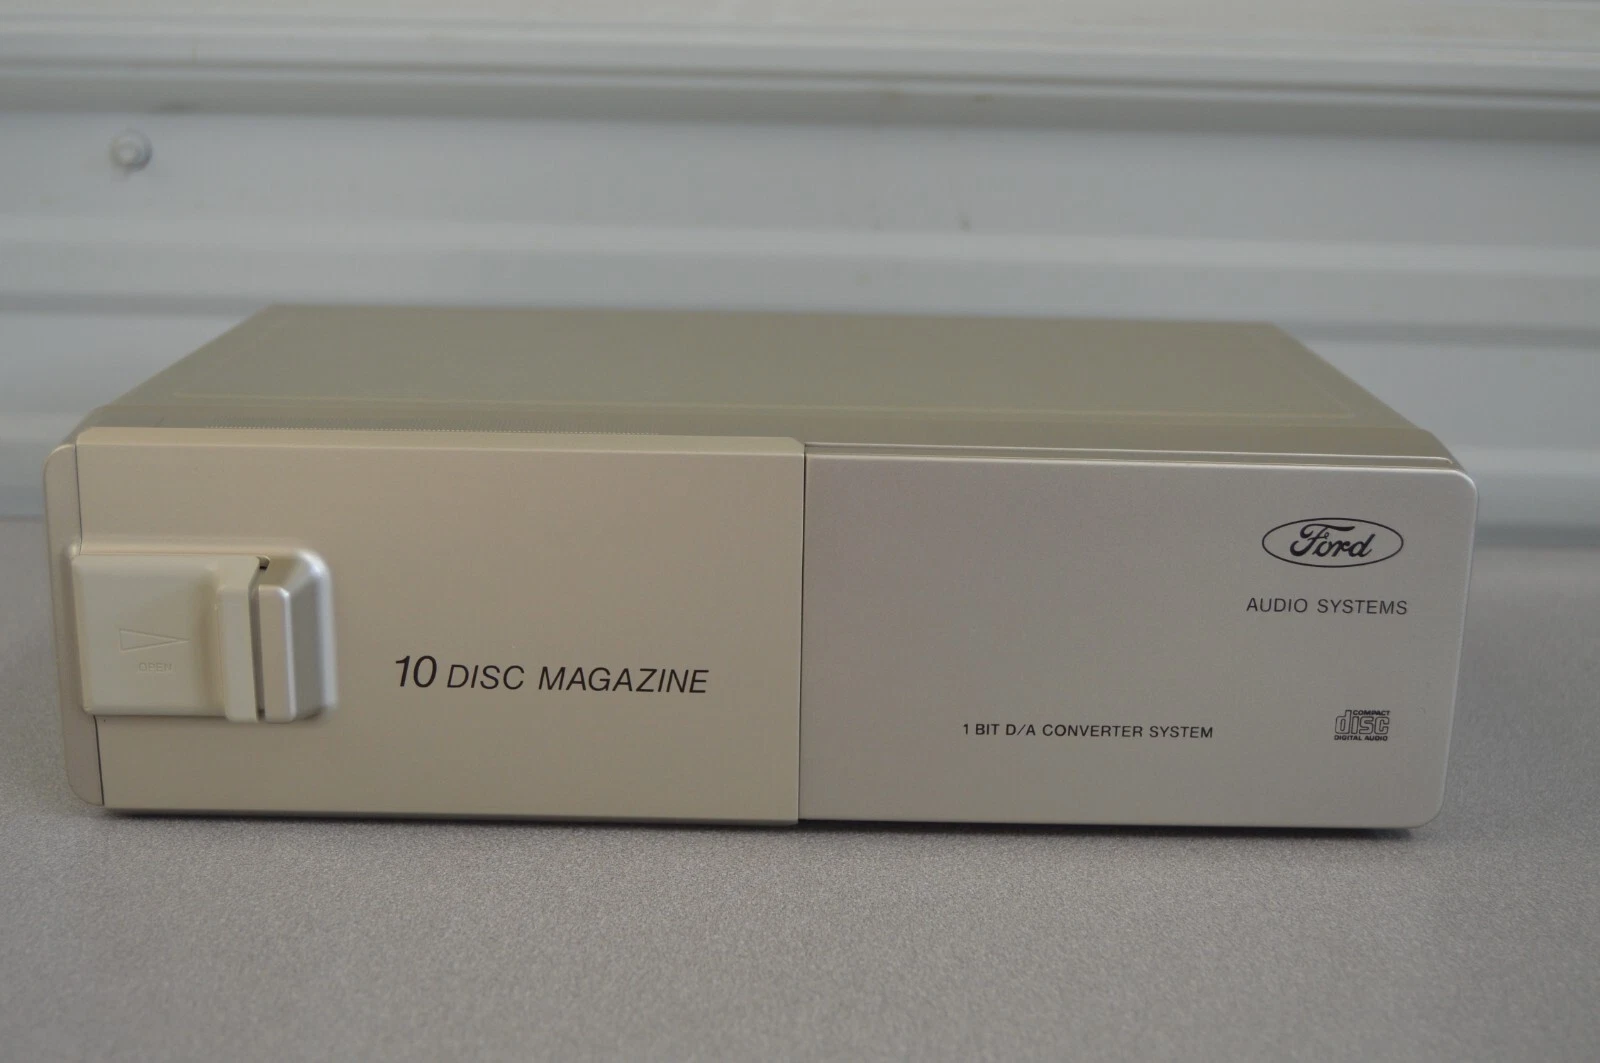 OPEN
10 DISC MAGAZINE
Ford
AUDIO SYSTEMS
1 BIT D/A CONVERTER SYSTEM
COMPACT
disc
DIGITAL AUDIO